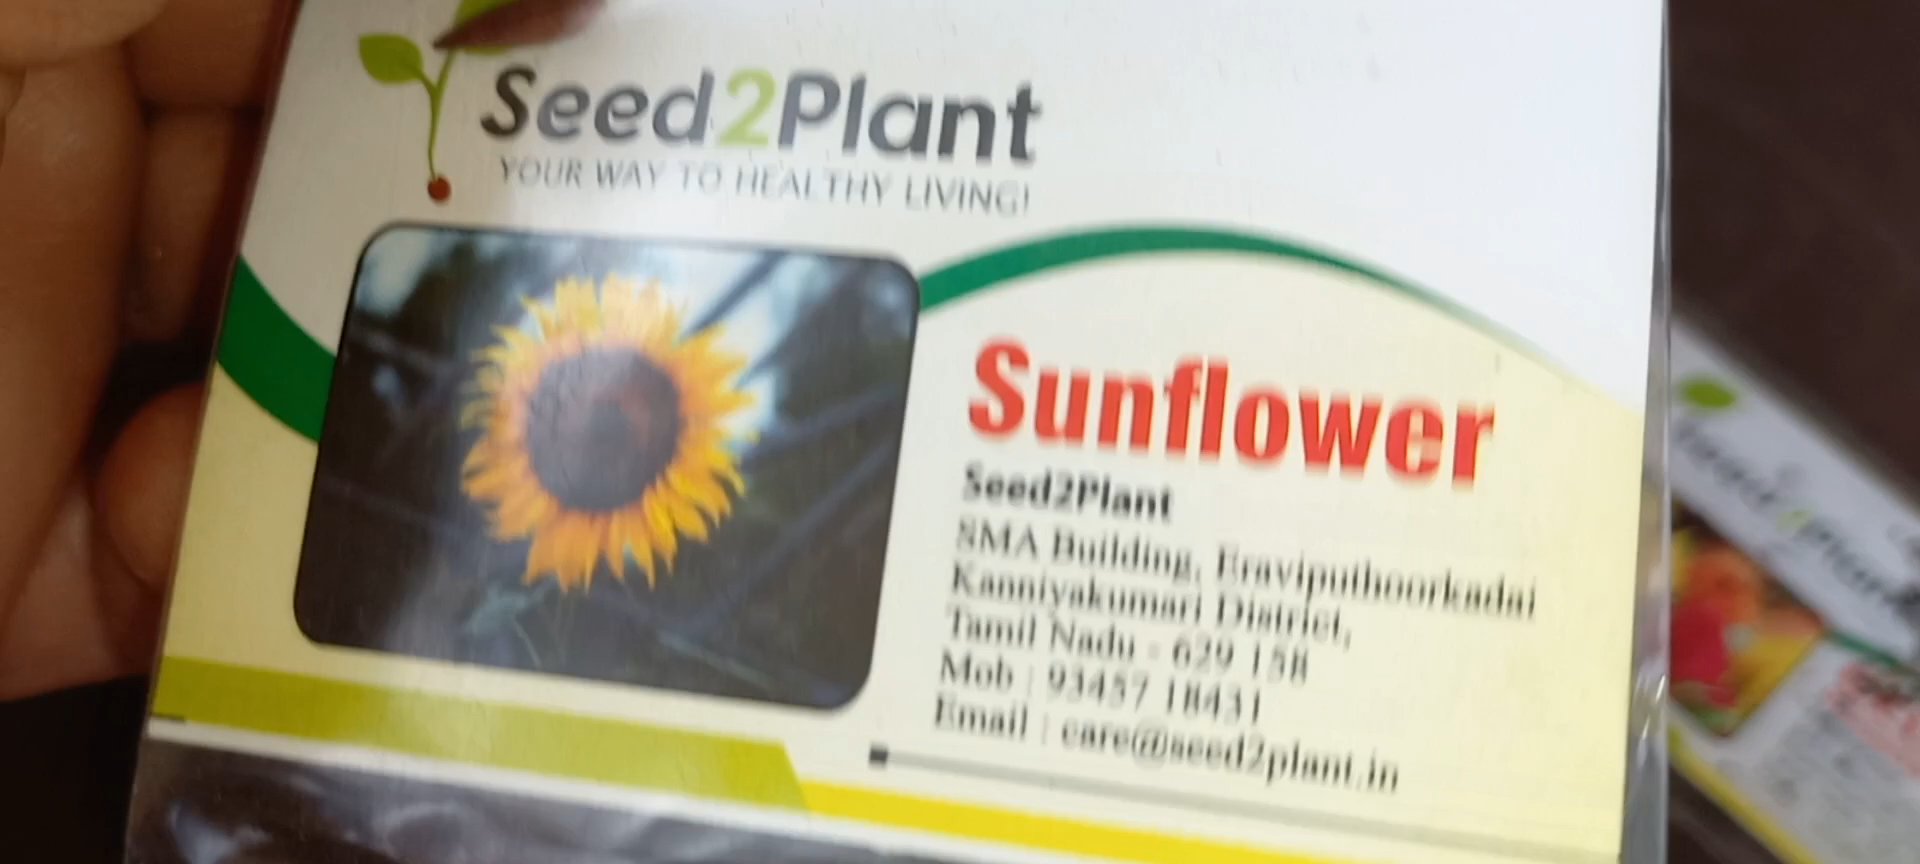 Seed2Plant
YOUR WAY TO HEALTHY LIVING!
Sunflower
Seed2Plant
SMA Building, Eraviputhoorkadai
Kanniyakumari District,
Tamil Nadu - 629 158
Mob : 93457 18431
Email : care@seed2plant.in